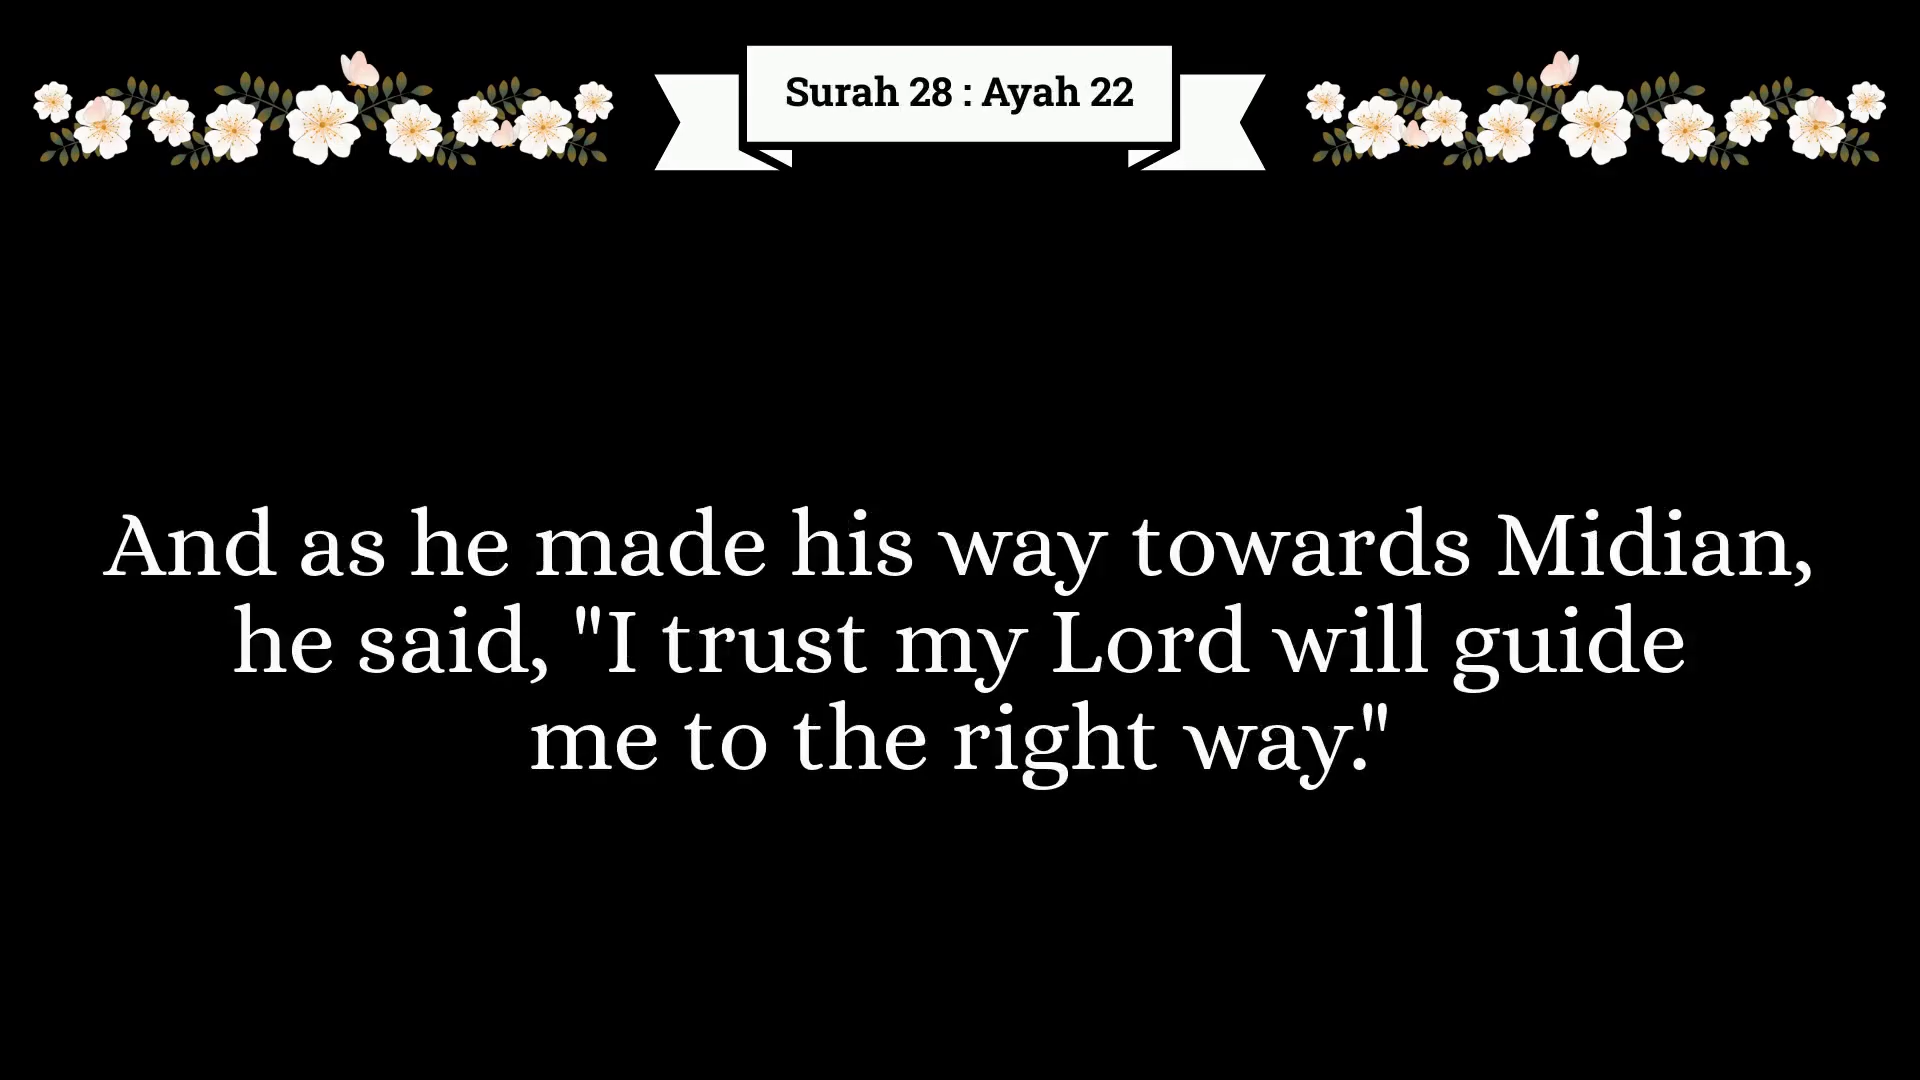 Surah 28 : Ayah 22
And as he made his way towards Midian,
he said, "I trust my Lord will guide
me to the right way."